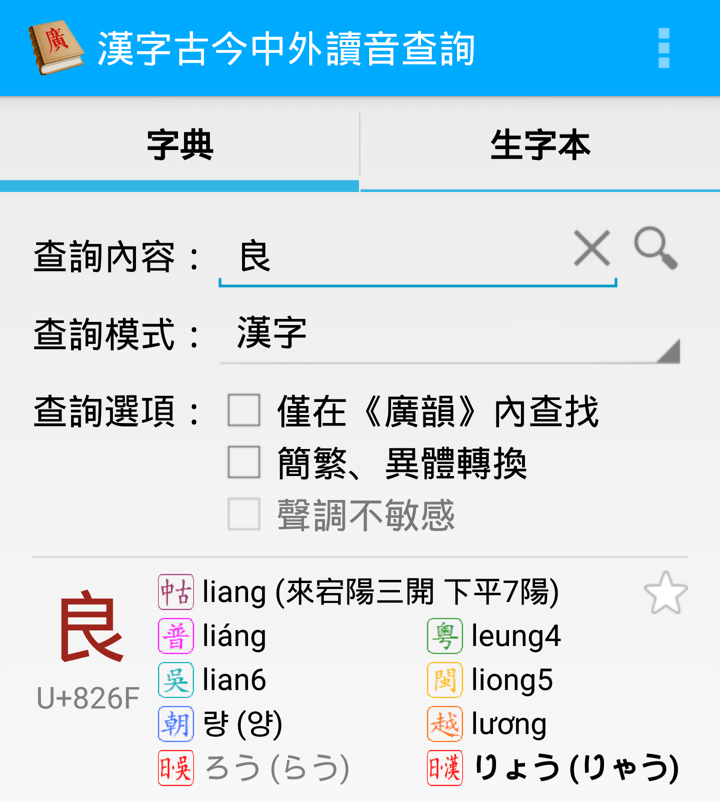 廣 漢字古今中外讀音查詢
字典 生字本
查詢內容： 良
查詢模式： 漢字
查詢選項： 僅在《廣韻》內查找
簡繁、異體轉換
聲調不敏感
中古 liang (來宕陽三開 下平7陽)
良 普 liáng 粵 leung4
U+826F 吳 lian6 閩 liong5
朝 량 (양) 越 lương
日吳 ろう (らう) 日漢 りょう (りゃう)